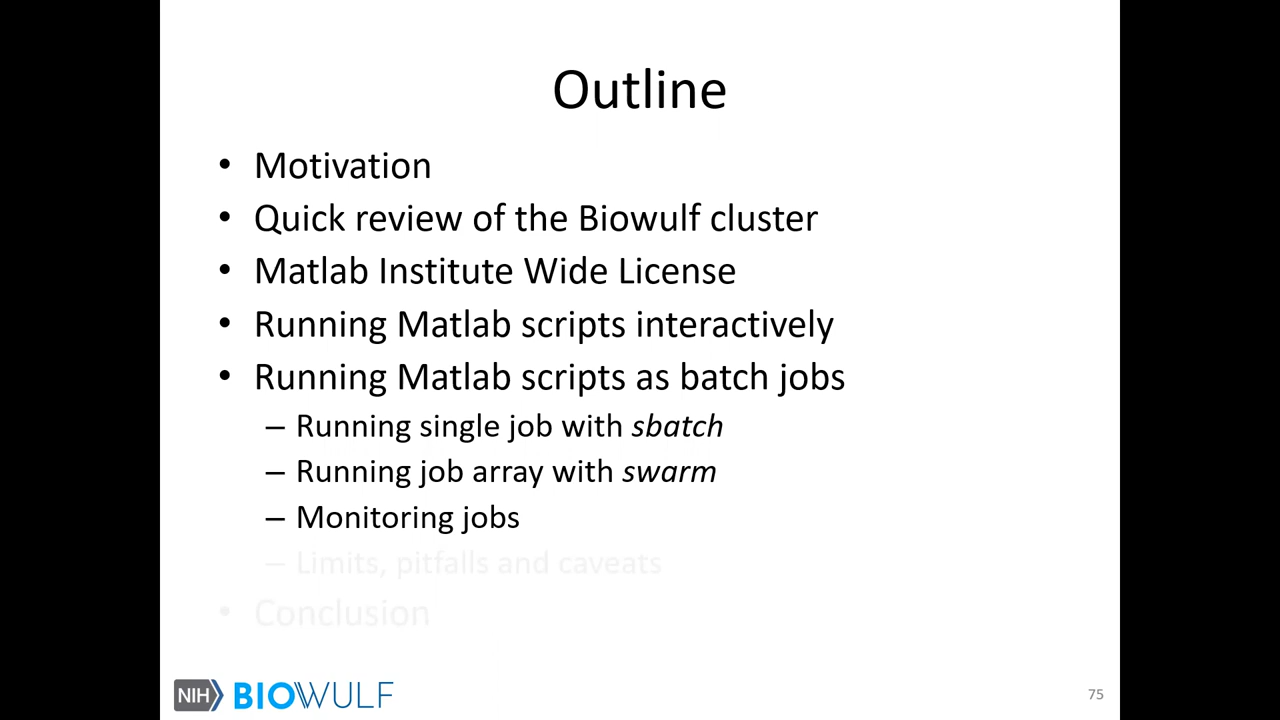 Outline
• Motivation
• Quick review of the Biowulf cluster
• Matlab Institute Wide License
• Running Matlab scripts interactively
• Running Matlab scripts as batch jobs
– Running single job with sbatch
– Running job array with swarm
– Monitoring jobs
– Limits, pitfalls and caveats
• Conclusion
NIH BIOWULF
75